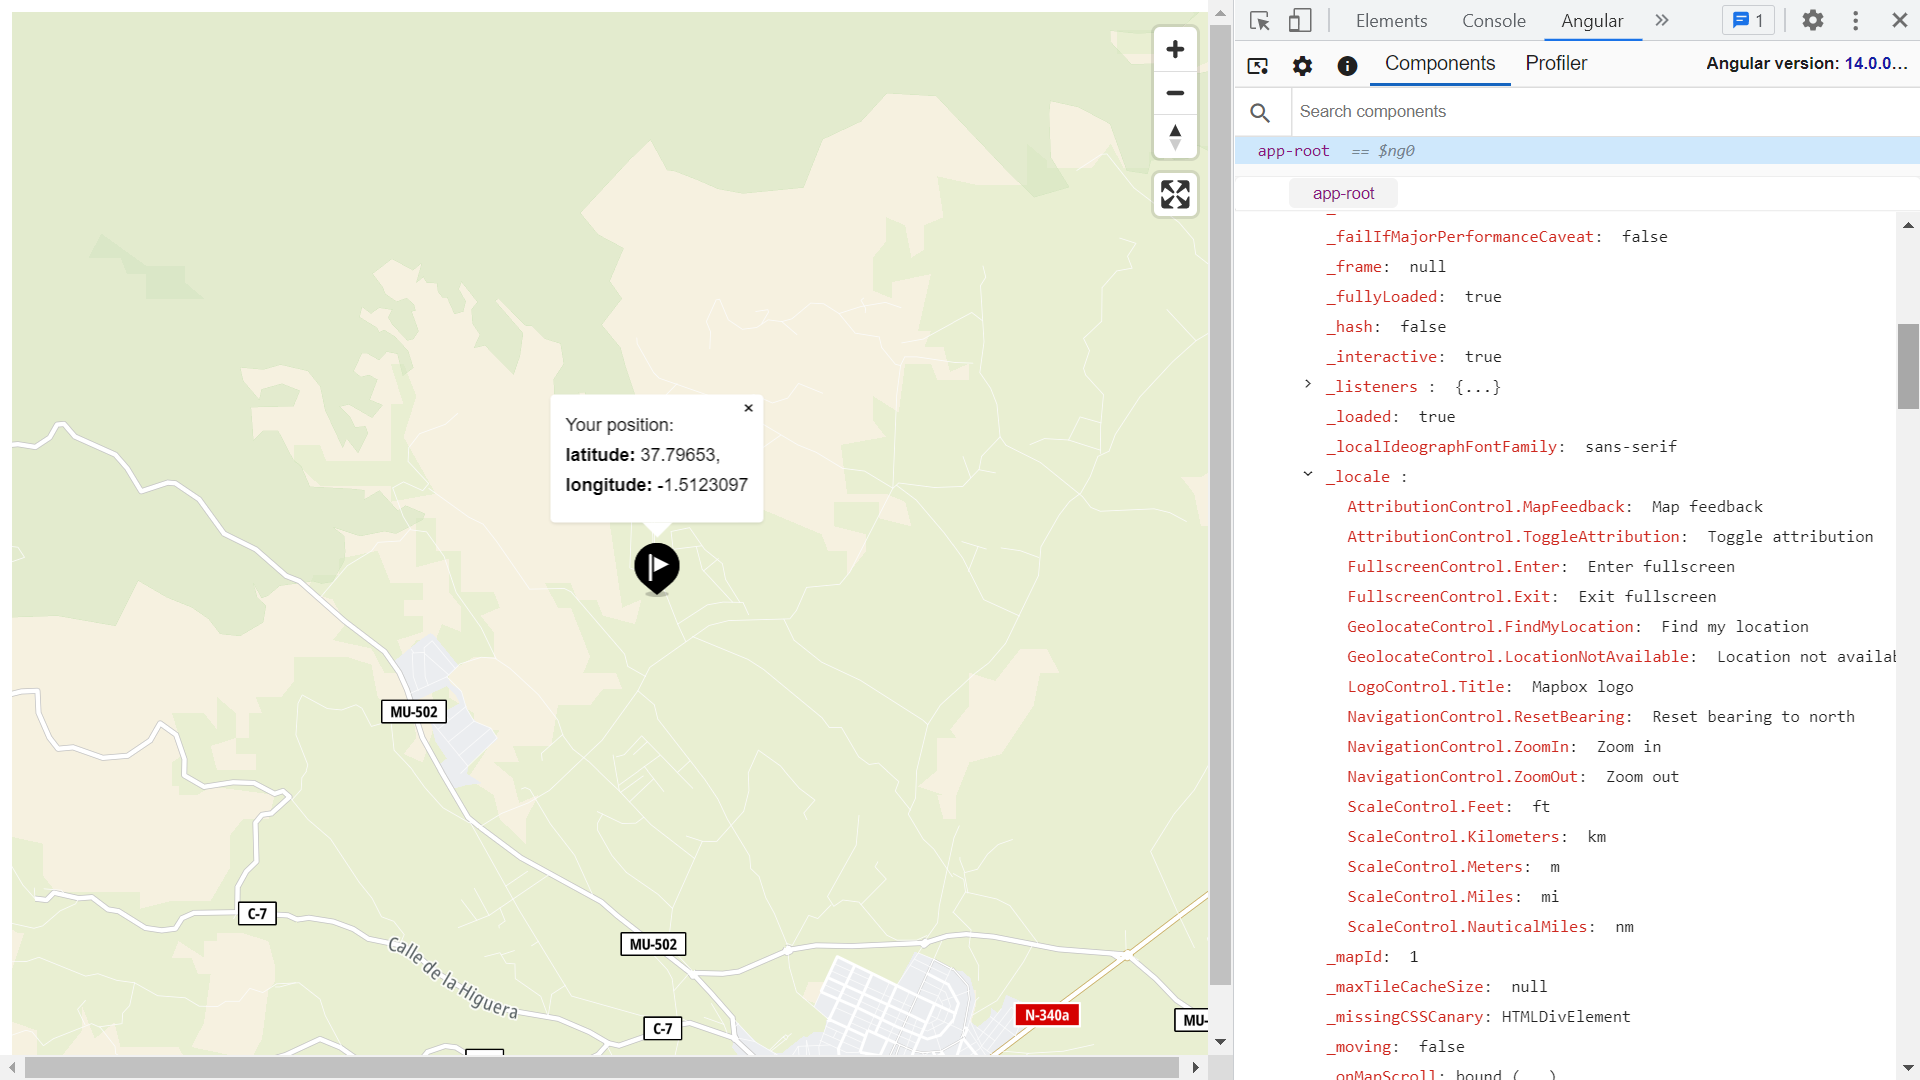 Your position:
latitude: 37.79653,
longitude: -1.5123097
×
MU-502
C-7
MU-502
Calle de la Higuera
N-340a
C-7
MU-
Elements
Console
Angular
1
Components
Profiler
Angular version: 14.0.0...
Search components
app-root == $ng0
app-root
_failIfMajorPerformanceCaveat: false
_frame: null
_fullyLoaded: true
_hash: false
_interactive: true
_listeners : {...}
_loaded: true
_localIdeographFontFamily: sans-serif
_locale :
AttributionControl.MapFeedback: Map feedback
AttributionControl.ToggleAttribution: Toggle attribution
FullscreenControl.Enter: Enter fullscreen
FullscreenControl.Exit: Exit fullscreen
GeolocateControl.FindMyLocation: Find my location
GeolocateControl.LocationNotAvailable: Location not availab
LogoControl.Title: Mapbox logo
NavigationControl.ResetBearing: Reset bearing to north
NavigationControl.ZoomIn: Zoom in
NavigationControl.ZoomOut: Zoom out
ScaleControl.Feet: ft
ScaleControl.Kilometers: km
ScaleControl.Meters: m
ScaleControl.Miles: mi
ScaleControl.NauticalMiles: nm
_mapId: 1
_maxTileCacheSize: null
_missingCSSCanary: HTMLDivElement
_moving: false
_onMapScroll: bound (...)